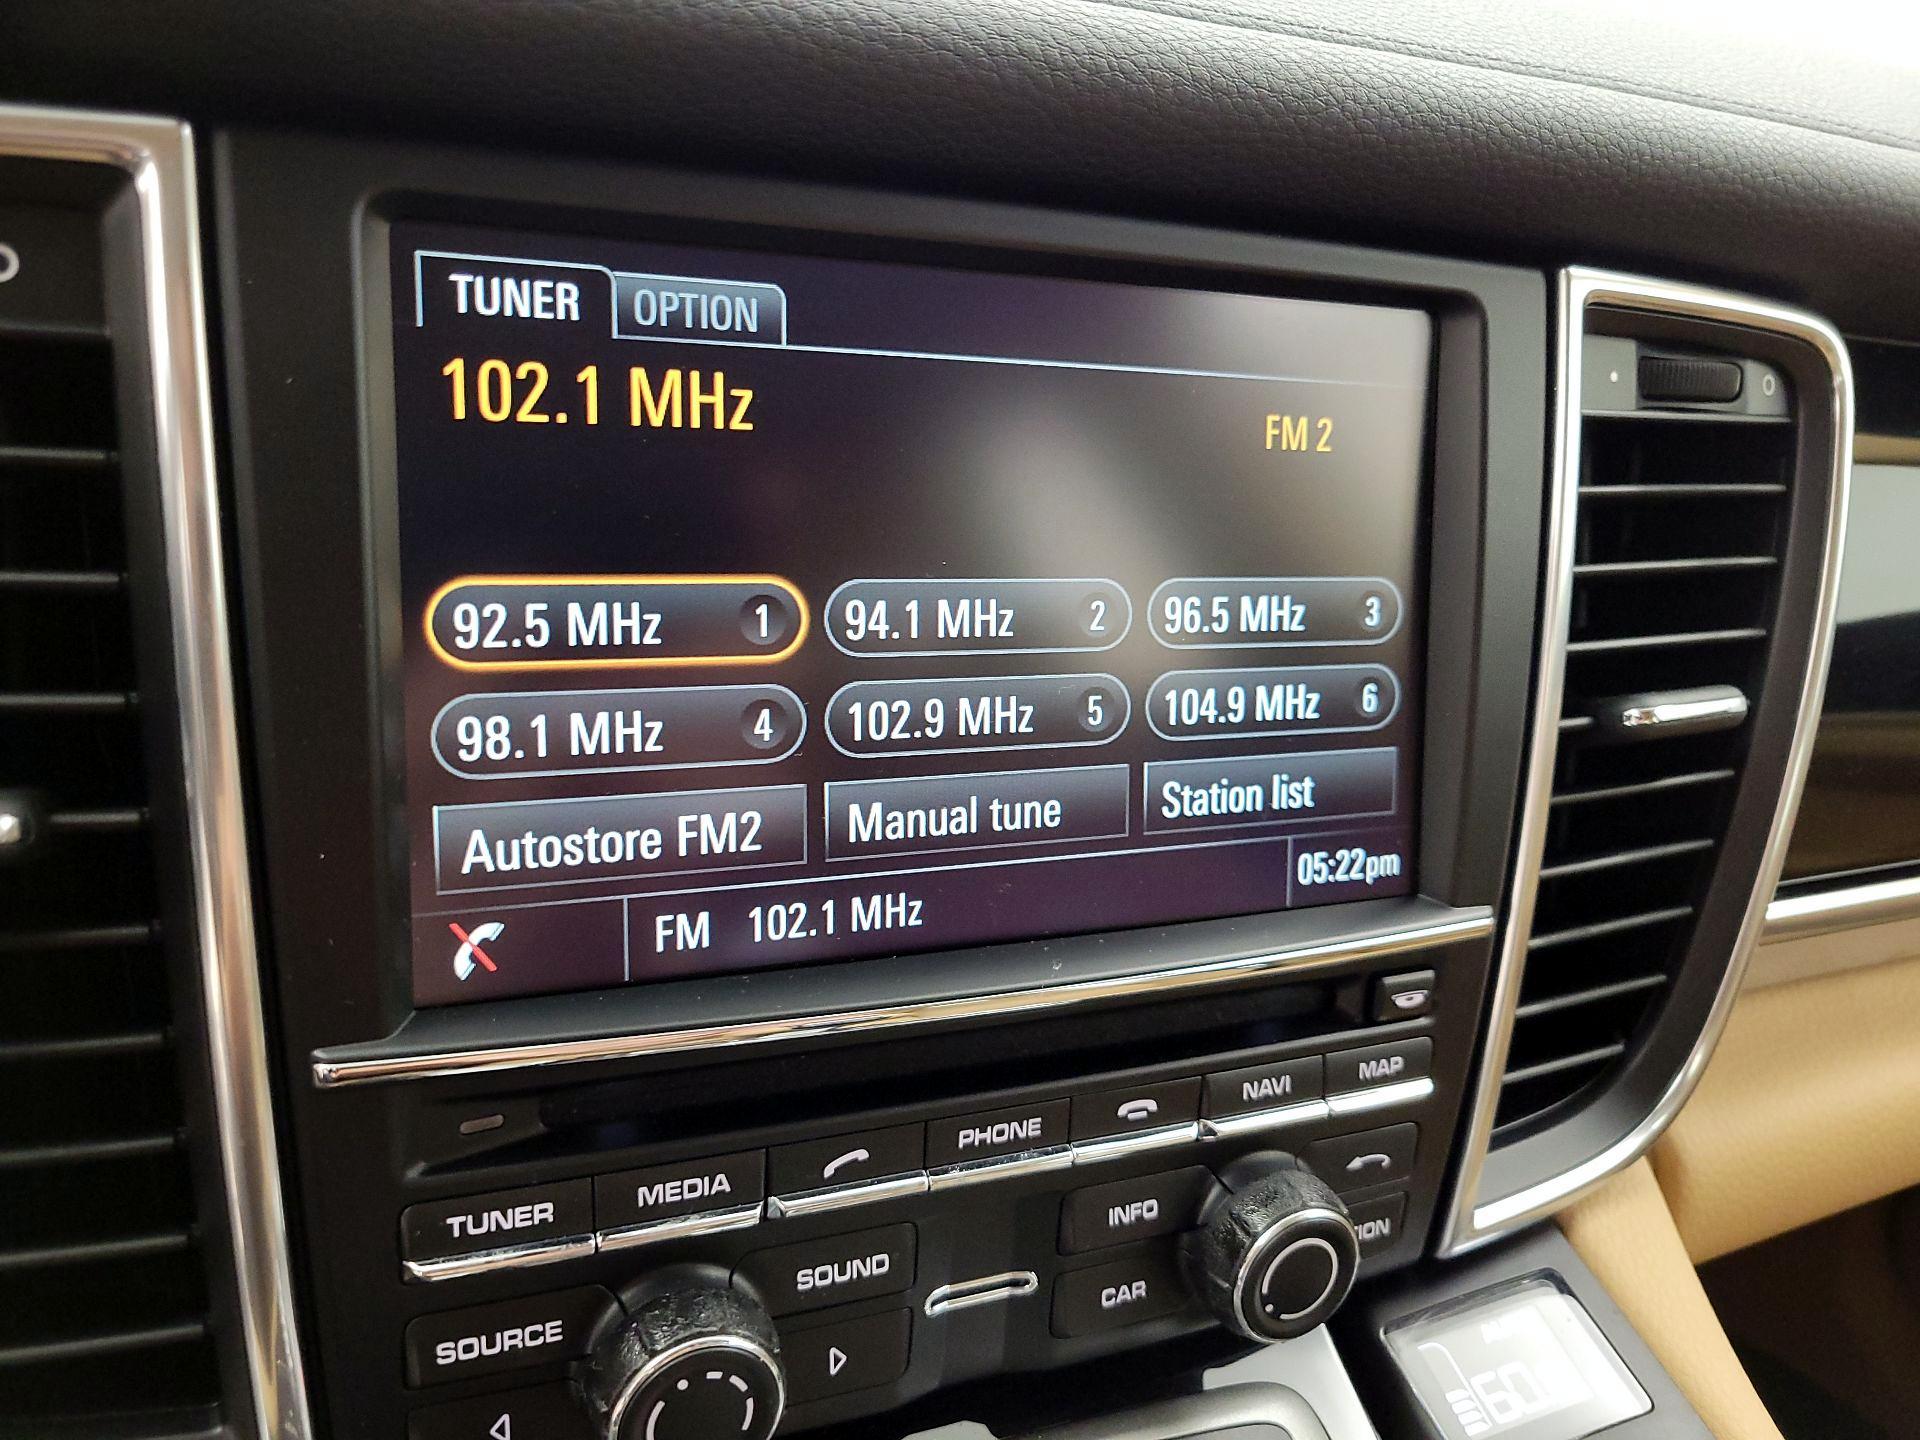 TUNER OPTION
102.1 MHz
FM 2
92.5 MHz 1 94.1 MHz 2 96.5 MHz 3
98.1 MHz 4 102.9 MHz 5 104.9 MHz 6
Autostore FM2 Manual tune Station list
FM 102.1 MHz 05:22pm
TUNER MEDIA PHONE NAVI MAP
SOURCE SOUND INFO CAR TION
60